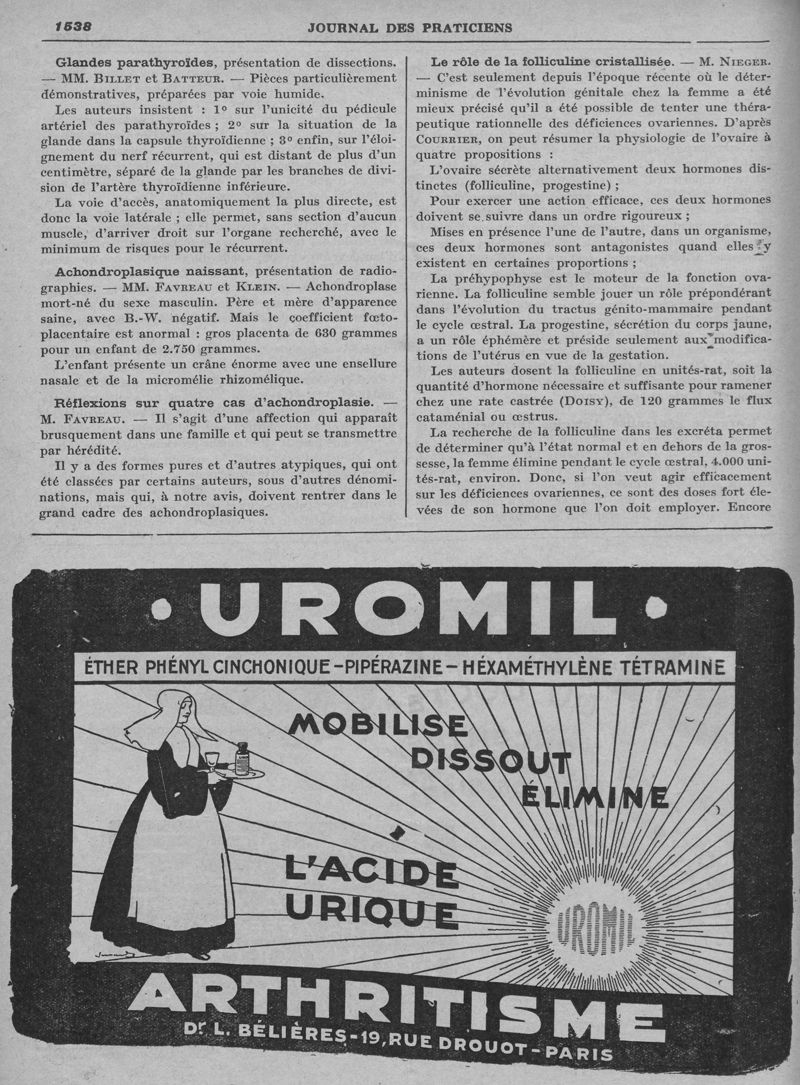 1538
JOURNAL DES PRATICIENS
Glandes parathyroïdes, présentation de dissections.
— MM. BILLET et BATTEUR. — Pièces particulièrement
démonstratives, préparées par voie humide.
Les auteurs insistent : 1º sur l'unicité du pédicule
artériel des parathyroïdes ; 2º sur la situation de la
glande dans la capsule thyroïdienne ; 3º enfin, sur l'éloi-
gnement du nerf récurrent, qui est distant de plus d'un
centimètre, séparé de la glande par les branches de divi-
sion de l'artère thyroïdienne inférieure.
La voie d'accès, anatomiquement la plus directe, est
donc la voie latérale ; elle permet, sans section d'aucun
muscle, d'arriver droit sur l'organe recherché, avec le
minimum de risques pour le récurrent.
Achondroplasique naissant, présentation de radio-
graphies. — MM. FAVREAU et KLEIN. — Achondroplase
mort-né du sexe masculin. Père et mère d'apparence
saine, avec B.-W. négatif. Mais le coefficient fœto-
placentaire est anormal : gros placenta de 630 grammes
pour un enfant de 2.750 grammes.
L'enfant présente un crâne énorme avec une ensellure
nasale et de la micromélie rhizomélique.
Réflexions sur quatre cas d'achondroplasie. —
M. FAVREAU. — Il s'agit d'une affection qui apparaît
brusquement dans une famille et qui peut se transmettre
par hérédité.
Il y a des formes pures et d'autres atypiques, qui ont
été classées par certains auteurs, sous d'autres dénomi-
nations, mais qui, à notre avis, doivent rentrer dans le
grand cadre des achondroplasiques.
Le rôle de la folliculine cristallisée. — M. NIEGER.
— C'est seulement depuis l'époque récente où le déter-
minisme de l'évolution génitale chez la femme a été
mieux précisé qu'il a été possible de tenter une théra-
peutique rationnelle des déficiences ovariennes. D'après
COURRIER, on peut résumer la physiologie de l'ovaire à
quatre propositions :
L'ovaire sécrète alternativement deux hormones dis-
tinctes (folliculine, progestine) ;
Pour exercer une action efficace, ces deux hormones
doivent se suivre dans un ordre rigoureux ;
Mises en présence l'une de l'autre, dans un organisme,
ces deux hormones sont antagonistes quand elles y
existent en certaines proportions ;
La préhypophyse est le moteur de la fonction ova-
rienne. La folliculine semble jouer un rôle prépondérant
dans l'évolution du tractus génito-mammaire pendant
le cycle œstral. La progestine, sécrétion du corps jaune,
a un rôle éphémère et préside seulement aux modifica-
tions de l'utérus en vue de la gestation.
Les auteurs dosent la folliculine en unités-rat, soit la
quantité d'hormone nécessaire et suffisante pour ramener
chez une rate castrée (DOISY), de 120 grammes le flux
cataménial ou œstrus.
La recherche de la folliculine dans les excréta permet
de déterminer qu'à l'état normal et en dehors de la gros-
sesse, la femme élimine pendant le cycle œstral, 4.000 uni-
tés-rat, environ. Donc, si l'on veut agir efficacement
sur les déficiences ovariennes, ce sont des doses fort éle-
vées de son hormone que l'on doit employer. Encore
• UROMIL •
ÉTHER PHÉNYL CINCHONIQUE – PIPÉRAZINE – HÉXAMÉTHYLÈNE TÉTRAMINE
MOBILISE
DISSOUT
ÉLIMINE
L'ACIDE
URIQUE
UROMIL
ARTHRITISME
Dr L. BÉLIÈRES - 19, RUE DROUOT - PARIS